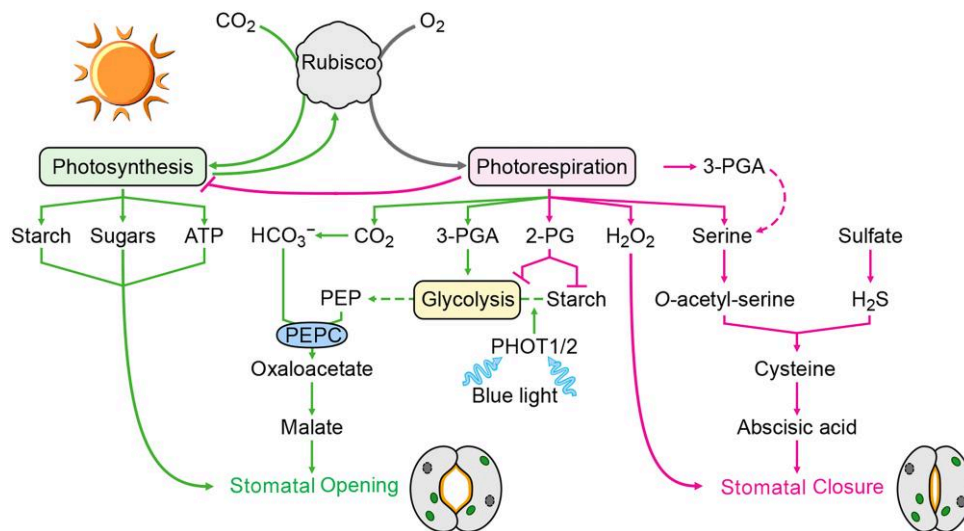 CO₂
O₂
Rubisco
Photosynthesis
Photorespiration
3-PGA
Starch
Sugars
ATP
HCO₃⁻
CO₂
3-PGA
2-PG
H₂O₂
Serine
Sulfate
PEP
Glycolysis
Starch
O-acetyl-serine
H₂S
PEPC
PHOT1/2
Oxaloacetate
Blue light
Cysteine
Malate
Abscisic acid
Stomatal Opening
Stomatal Closure